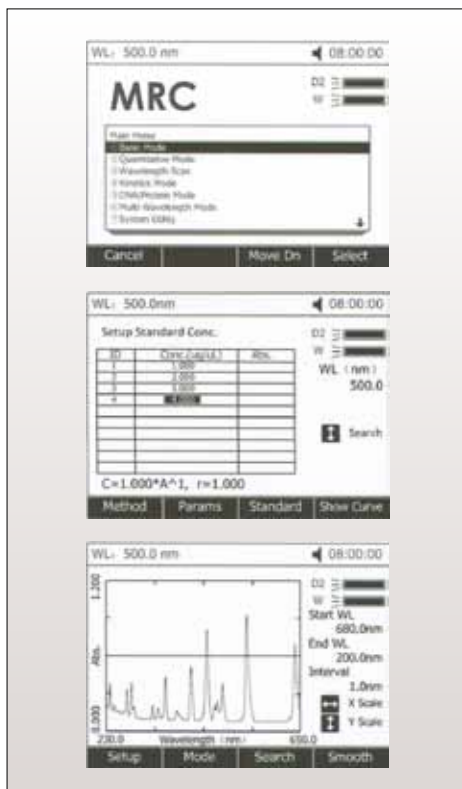 WL: 500.0 nm 08:00:00
MRC
D2
W
Main Menu
Basic Mode
Quantitative Mode
Wavelength Scan
Kinetics Mode
DNA/Protein Mode
Multi Wavelength Mode
System Utility
Cancel Move Dn Select
WL: 500.0nm 08:00:00
Setup Standard Conc.
D2
W
ID Conc.(ug/uL) Abs.
1 1.000
2 2.000
3 3.000
4 4.000
WL (nm)
500.0
Search
C=1.000*A^1, r=1.000
Method Params Standard Show Curve
WL: 500.0 nm 08:00:00
D2
W
1.200
Abs.
0.000
Start WL
680.0nm
End WL
200.0nm
Interval
1.0nm
X Scale
Y Scale
230.0 Wavelength (nm) 650.0
Setup Mode Search Smooth